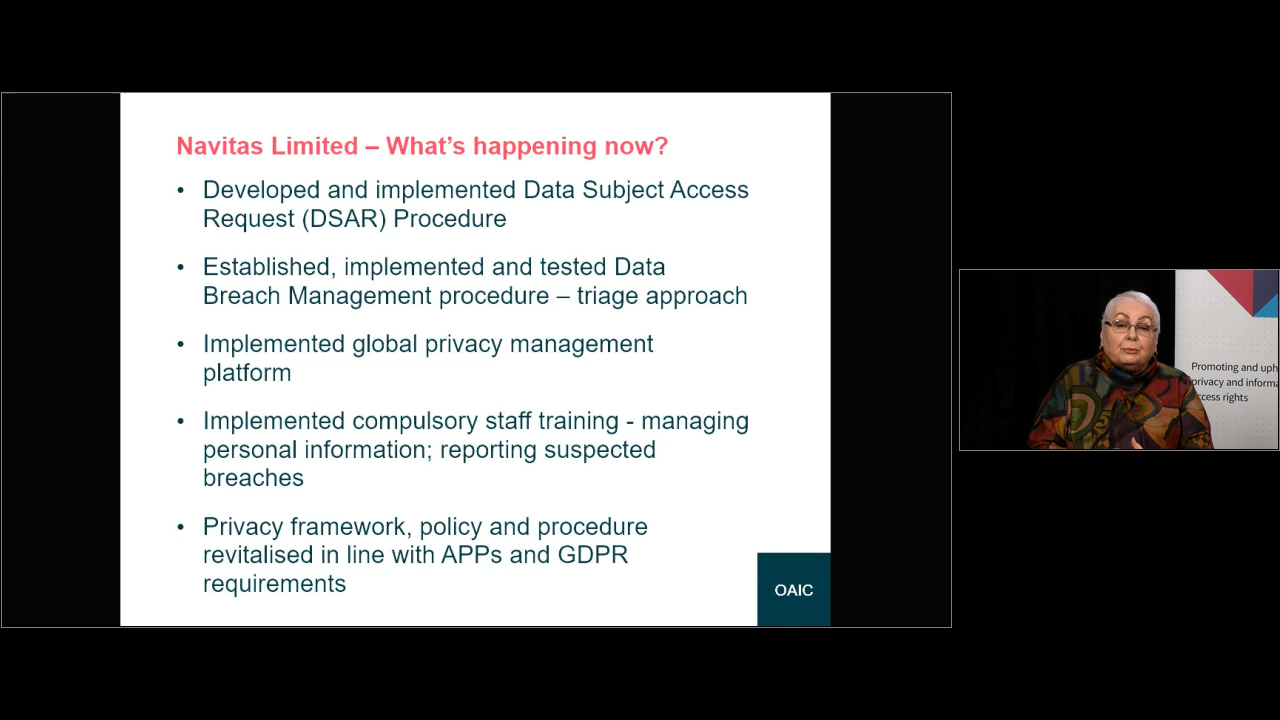 Navitas Limited – What’s happening now?
• Developed and implemented Data Subject Access
Request (DSAR) Procedure
• Established, implemented and tested Data
Breach Management procedure – triage approach
• Implemented global privacy management
platform
• Implemented compulsory staff training - managing
personal information; reporting suspected
breaches
• Privacy framework, policy and procedure
revitalised in line with APPs and GDPR
requirements
OAIC
Promoting and uph
privacy and informa
ccess rights